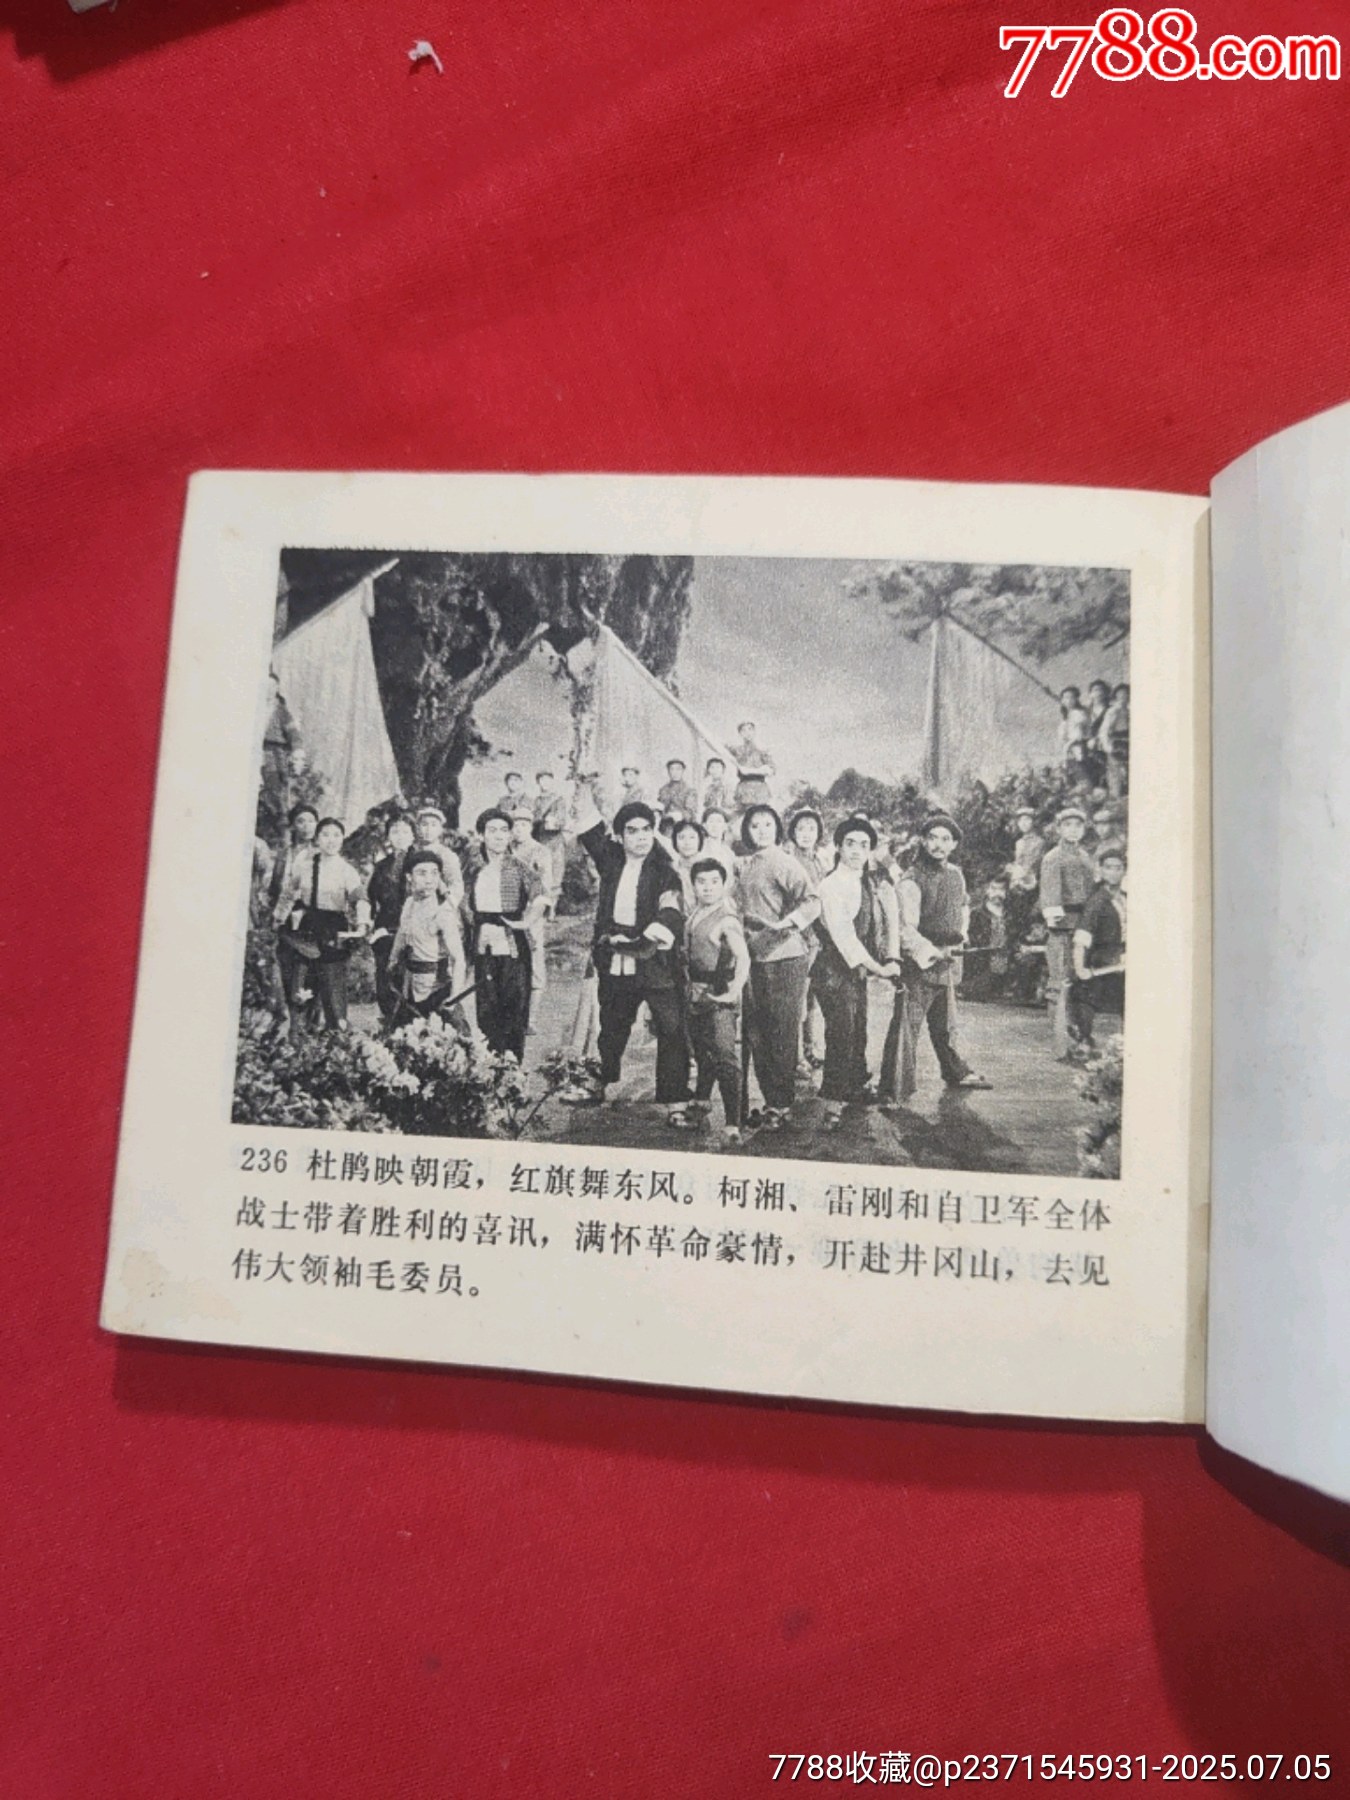 7788.com
236 杜鹃映朝霞，红旗舞东风。柯湘、雷刚和自卫军全体
战士带着胜利的喜讯，满怀革命豪情，开赴井冈山，去见
伟大领袖毛委员。
7788收藏@p2371545931-2025.07.05